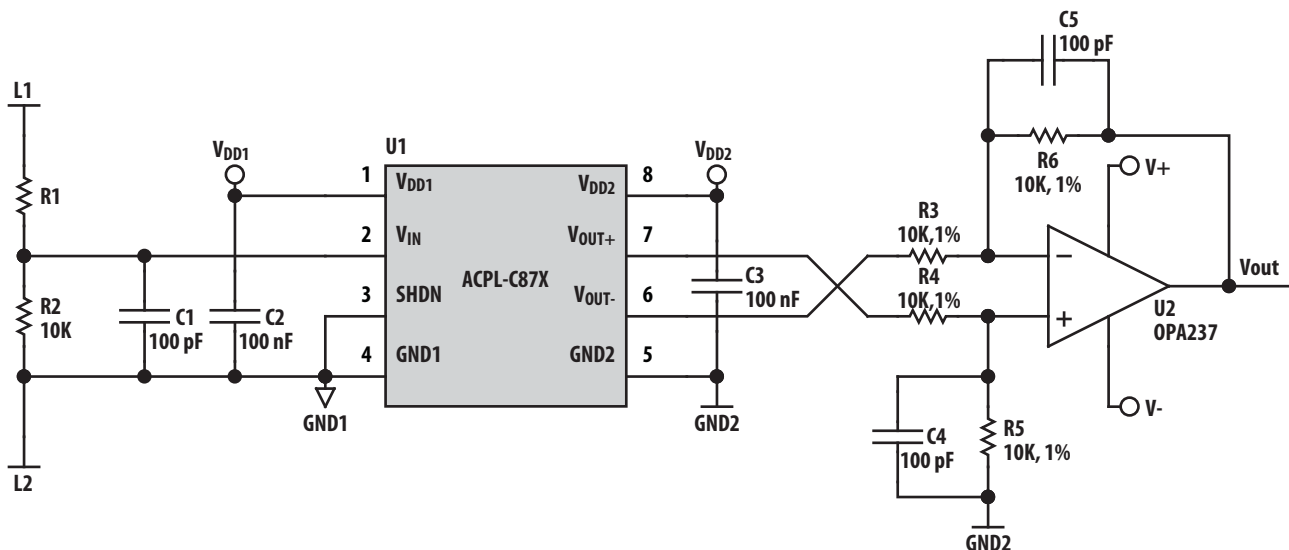 C5
100 pF
L1
R6
10K, 1%
V+
VDD1
U1
VDD2
1
VDD1
VDD2
8
R1
R3
10K,1%
2
VIN
VOUT+
7
R4
10K,1%
−
Vout
ACPL-C87X
3
SHDN
VOUT-
6
C3
100 nF
+
U2
OPA237
R2
10K
C1
100 pF
C2
100 nF
4
GND1
GND2
5
V-
GND1
GND2
C4
100 pF
R5
10K, 1%
L2
GND2